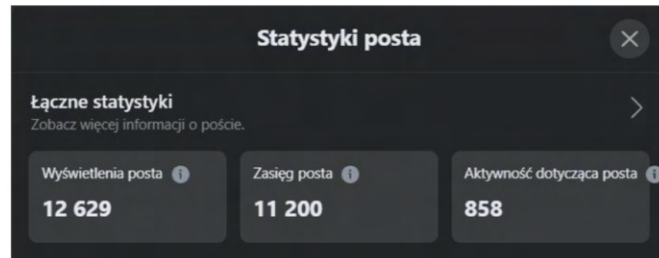 Statystyki posta
Łączne statystyki
Zobacz więcej informacji o poście.
Wyświetlenia posta
Zasięg posta
Aktywność dotycząca posta
12 629
11 200
858